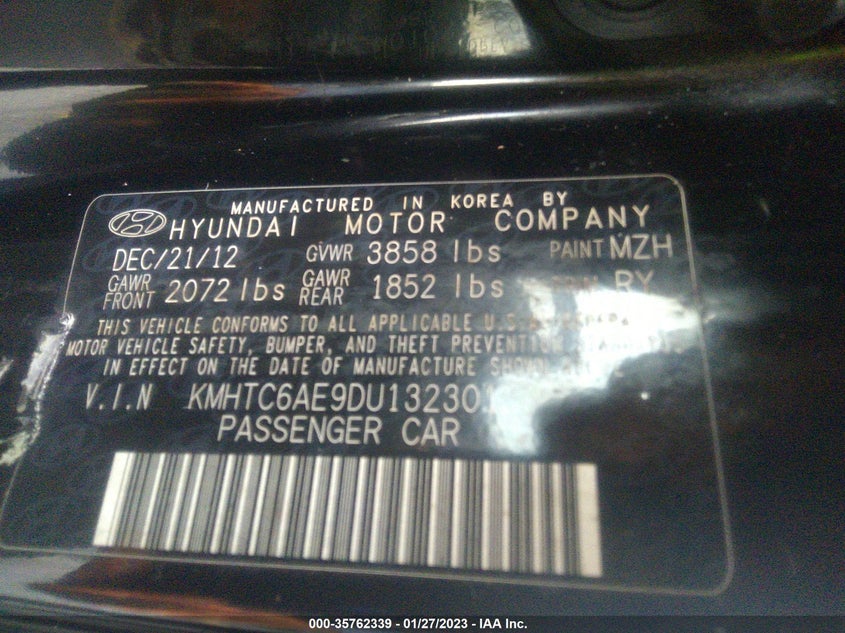 MANUFACTURED IN KOREA BY
HYUNDAI MOTOR COMPANY
DEC/21/12 GVWR 3858 lbs PAINT MZH
GAWR FRONT 2072 lbs GAWR REAR 1852 lbs RY
THIS VEHICLE CONFORMS TO ALL APPLICABLE
MOTOR VEHICLE SAFETY, BUMPER, AND THEFT PREVENTION
IN EFFECT ON THE DATE OF MANUFACTURE
V.I.N
PASSENGER CAR
000-35762339 - 01/27/2023 - IAA Inc.